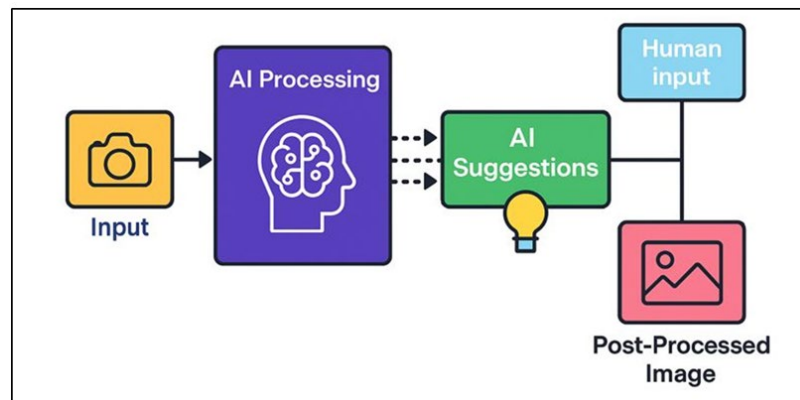 Input
AI Processing
AI
Suggestions
Human
input
Post-Processed
Image